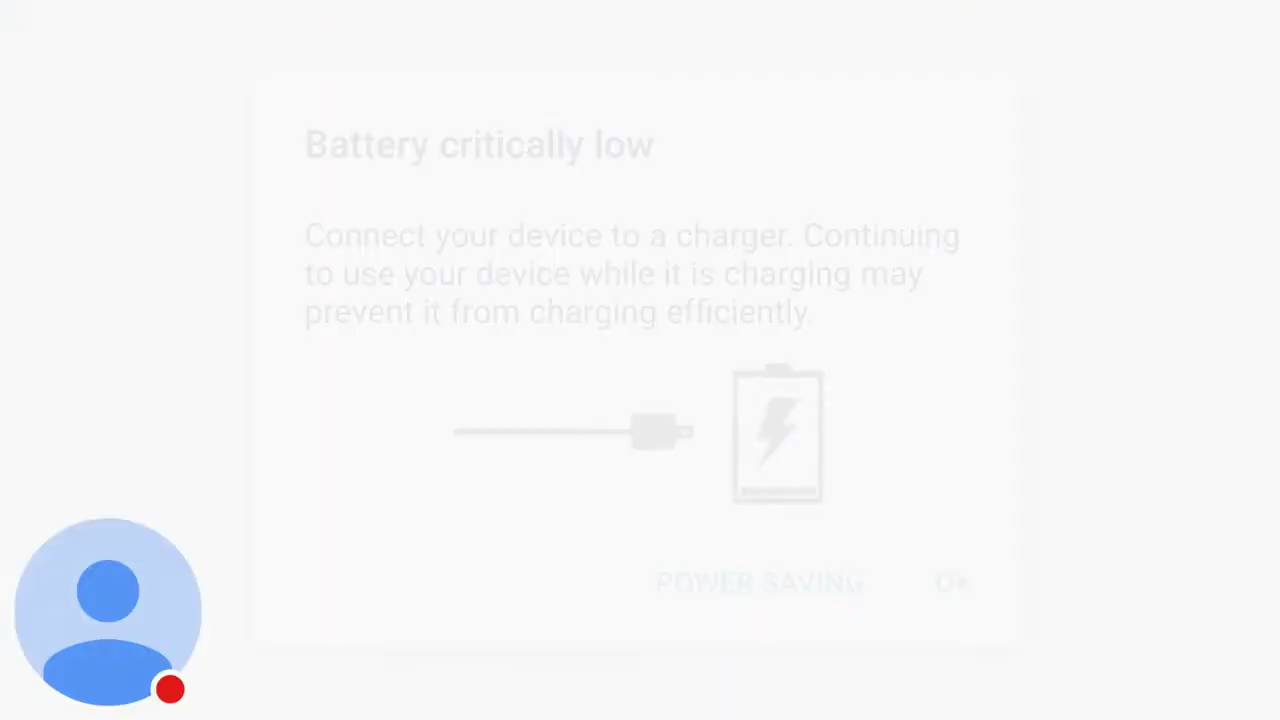 Battery critically low
Connect your device to a charger. Continuing
to use your device while it is charging may
prevent it from charging efficiently.
POWER SAVING OK